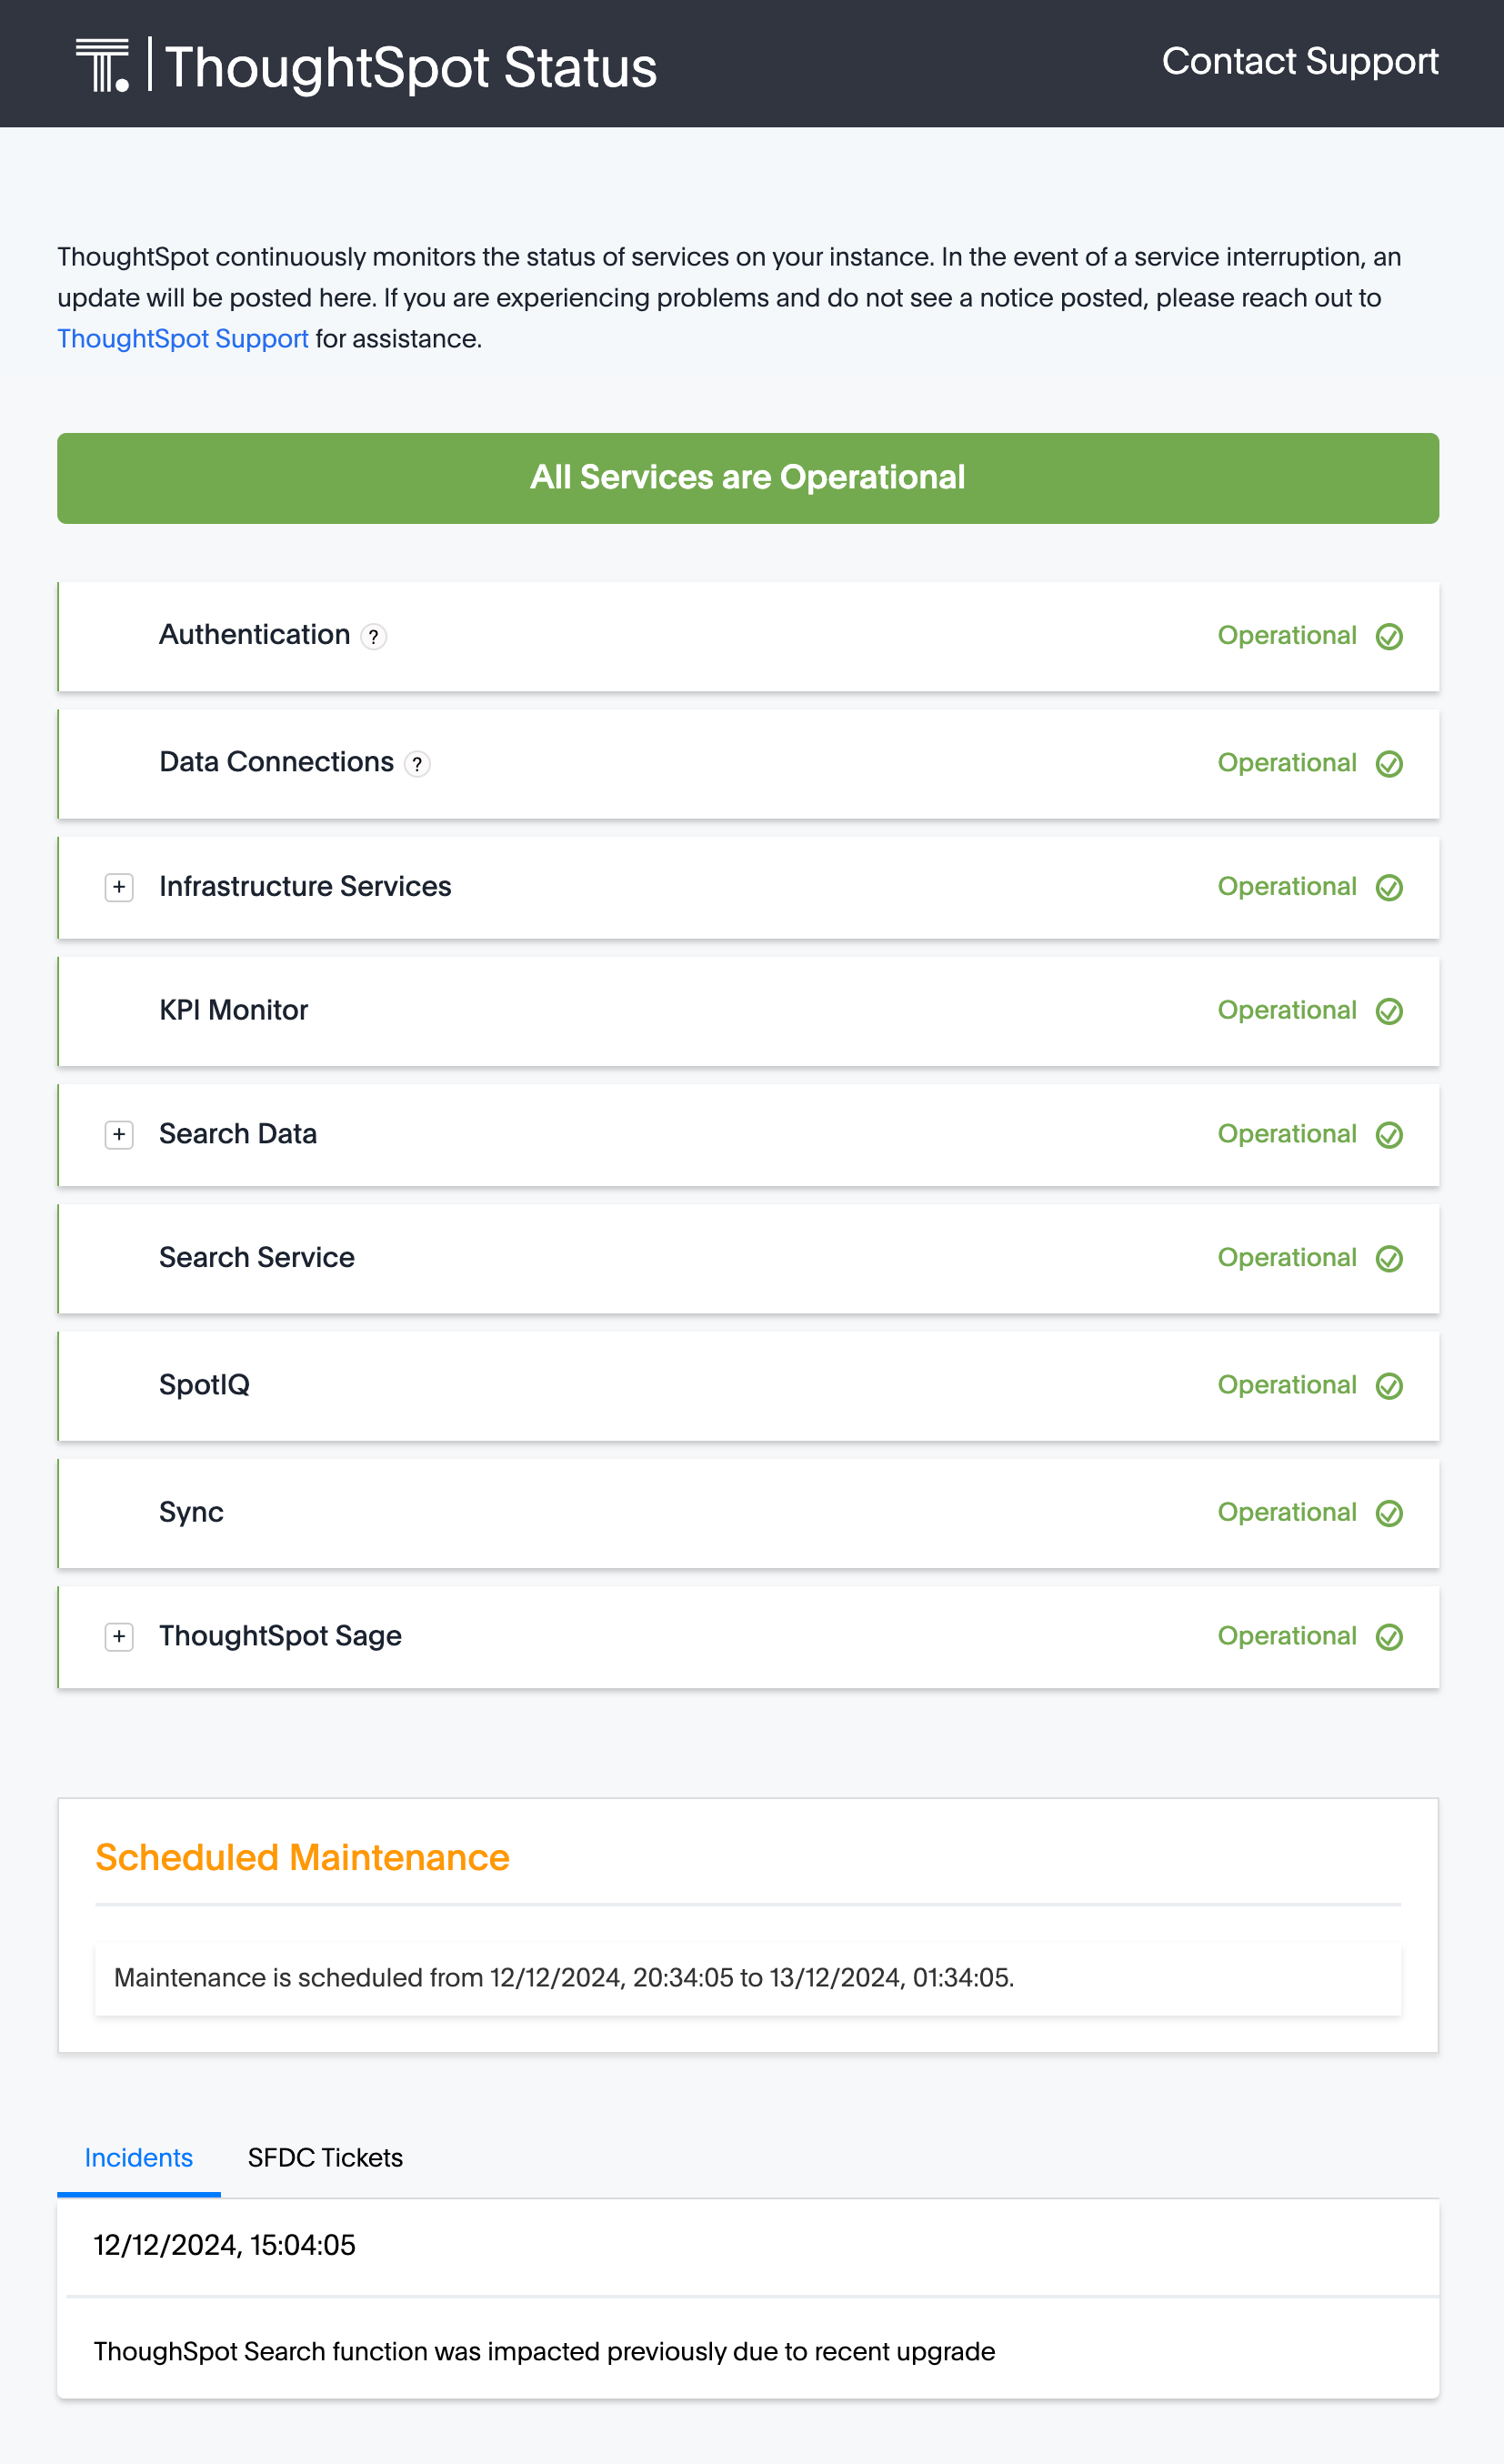 ThoughtSpot Status
Contact Support
ThoughtSpot continuously monitors the status of services on your instance. In the event of a service interruption, an
update will be posted here. If you are experiencing problems and do not see a notice posted, please reach out to
ThoughtSpot Support for assistance.
All Services are Operational
Authentication ? Operational
Data Connections ? Operational
+ Infrastructure Services Operational
KPI Monitor Operational
+ Search Data Operational
Search Service Operational
SpotIQ Operational
Sync Operational
+ ThoughtSpot Sage Operational
Scheduled Maintenance
Maintenance is scheduled from 12/12/2024, 20:34:05 to 13/12/2024, 01:34:05.
Incidents SFDC Tickets
12/12/2024, 15:04:05
ThoughSpot Search function was impacted previously due to recent upgrade